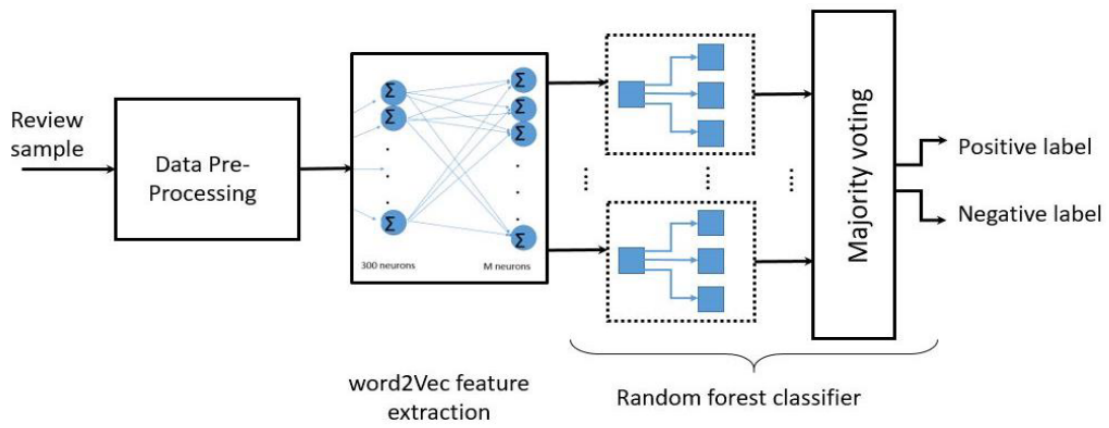 Review
sample
Data Pre-
Processing
Σ
Σ
Σ
300 neurons
Σ
Σ
Σ
Σ
M neurons
word2Vec feature
extraction
Majority voting
Random forest classifier
Positive label
Negative label